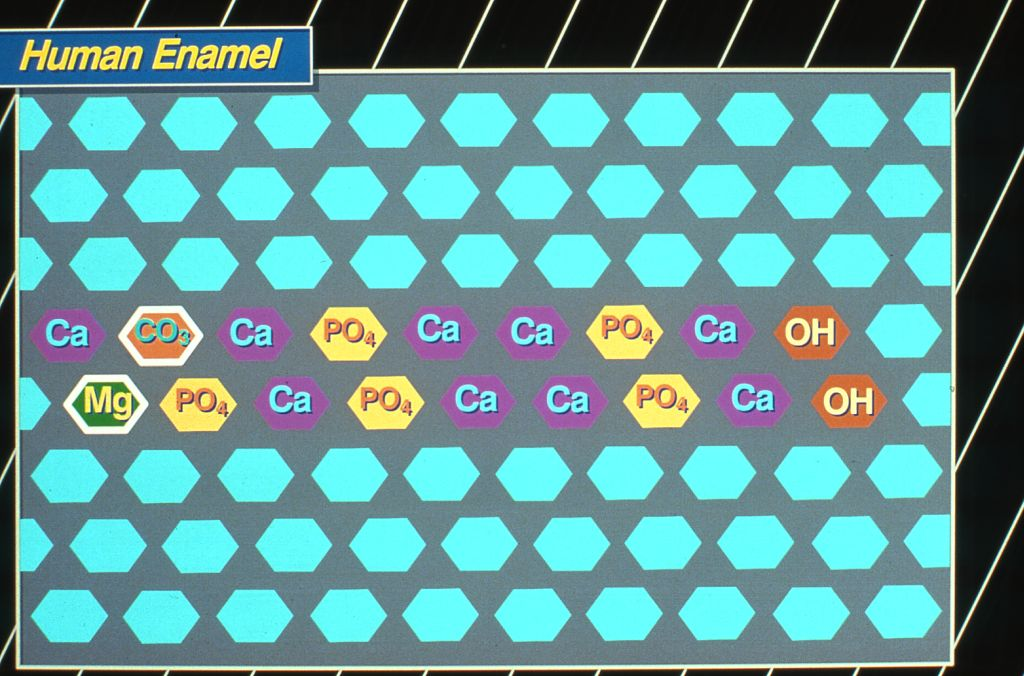 Human Enamel
Ca CO₃ Ca PO₄ Ca Ca PO₄ Ca OH
Mg PO₄ Ca PO₄ Ca Ca PO₄ Ca OH